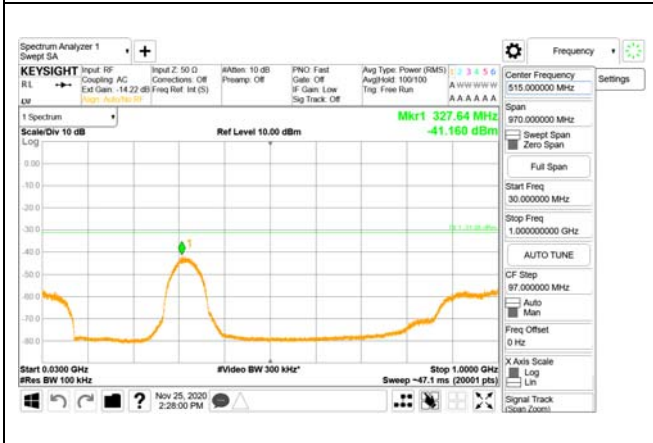 Spectrum Analyzer 1
Swept SA
Frequency
KEYSIGHT
Input: RF
Coupling: AC
Ext Gain: -14.22 dB
Align: Auto/No RF
Input Z: 50 Ω
Corrections: Off
Freq Ref: Int (S)
#Atten: 10 dB
Preamp: Off
PNO: Fast
Gate: Off
IF Gain: Low
Sig Track: Off
Avg Type: Power (RMS)
Avg|Hold: 100/100
Trig: Free Run
1 2 3 4 5 6
A W W W W W
A A A A A A
RL
1 Spectrum
Scale/Div 10 dB
Ref Level 10.00 dBm
Mkr1 327.64 MHz
-41.160 dBm
Log
0.00
-10.0
-20.0
-30.0
-40.0
-50.0
-60.0
-70.0
-80.0
1
Start 0.0300 GHz
#Res BW 100 kHz
#Video BW 300 kHz*
Stop 1.0000 GHz
Sweep ~47.1 ms (20001 pts)
Nov 25, 2020
2:28:00 PM
Center Frequency
515.000000 MHz
Settings
Span
970.000000 MHz
Swept Span
Zero Span
Full Span
Start Freq
30.000000 MHz
Stop Freq
1.000000000 GHz
AUTO TUNE
CF Step
97.000000 MHz
Auto
Man
Freq Offset
0 Hz
X Axis Scale
Log
Lin
Signal Track
(Span Zoom)